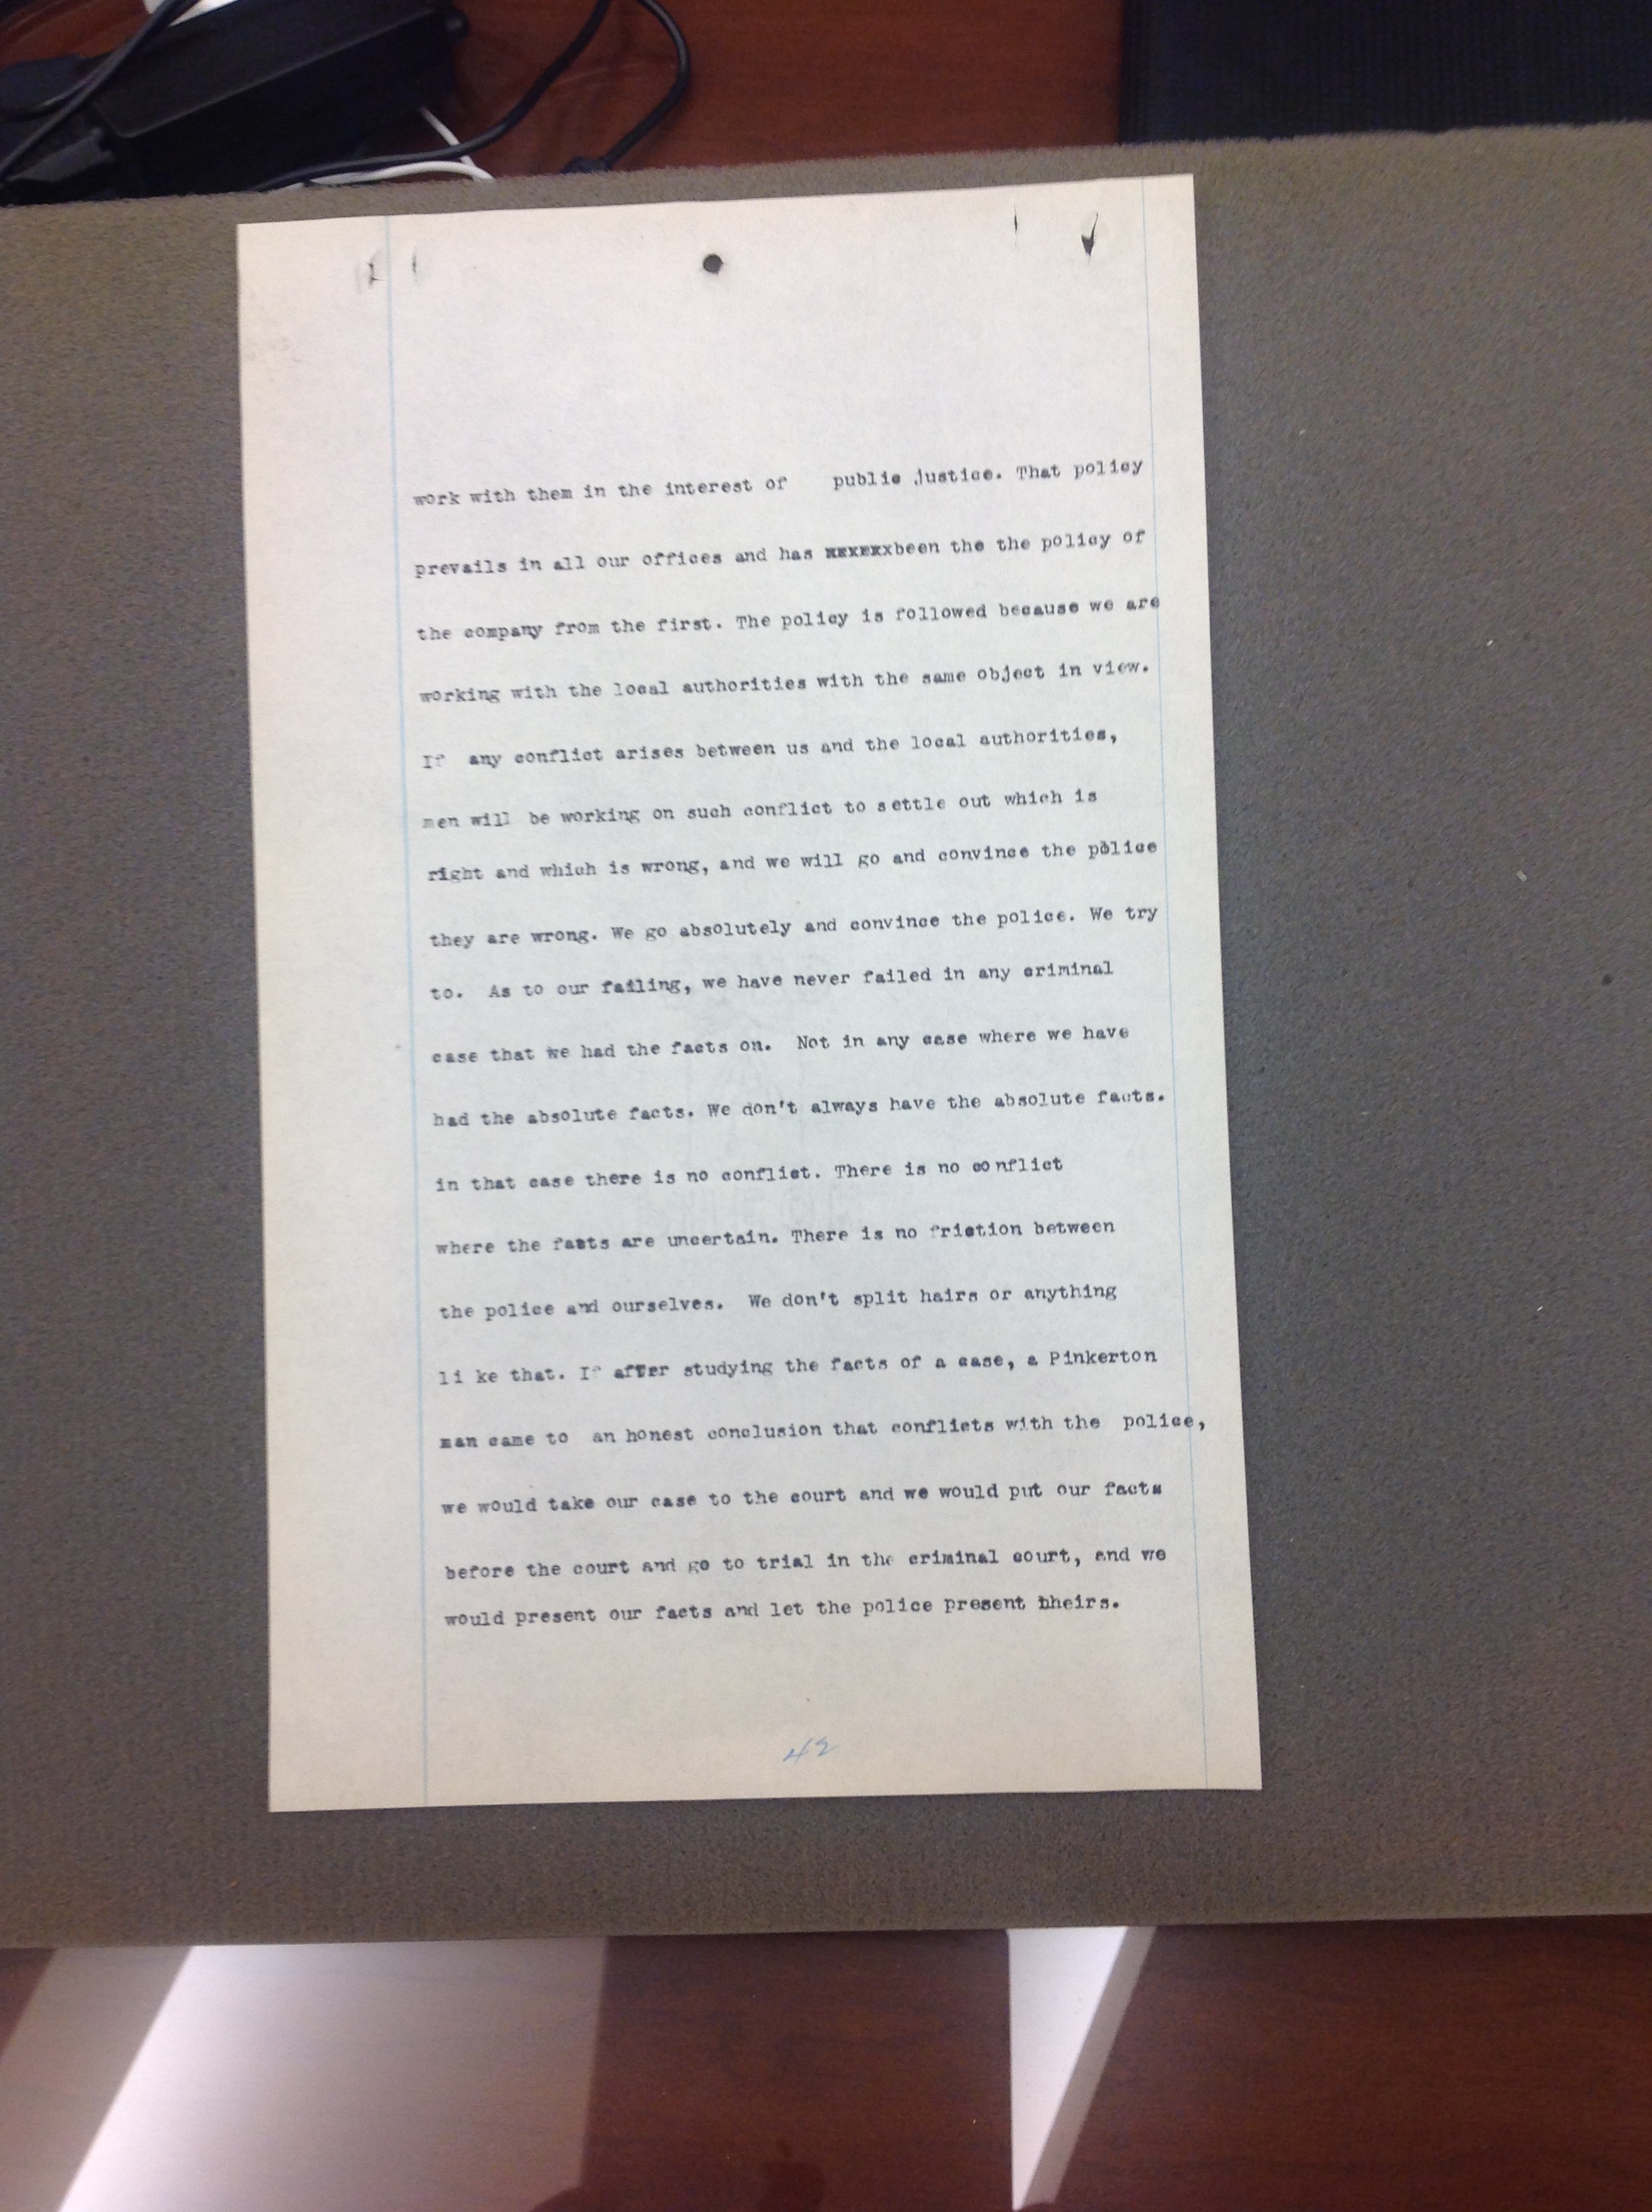 work with them in the interest of public justice. That policy
prevails in all our offices and has xxxxxxbeen the the policy of
the company from the first. The policy is followed because we are
working with the local authorities with the same object in view.
If any conflict arises between us and the local authorities,
men will be working on such conflict to settle out which is
right and which is wrong, and we will go and convince the police
they are wrong. We go absolutely and convince the police. We try
to. As to our failing, we have never failed in any criminal
case that we had the facts on. Not in any case where we have
had the absolute facts. We don't always have the absolute facts.
in that case there is no conflict. There is no co nflict
where the facts are uncertain. There is no friction between
the police and ourselves. We don't split hairs or anything
li ke that. If after studying the facts of a case, a Pinkerton
man came to an honest conclusion that conflicts with the police,
we would take our case to the court and we would put our facts
before the court and go to trial in the criminal court, and we
would present our facts and let the police present hheirs.
42